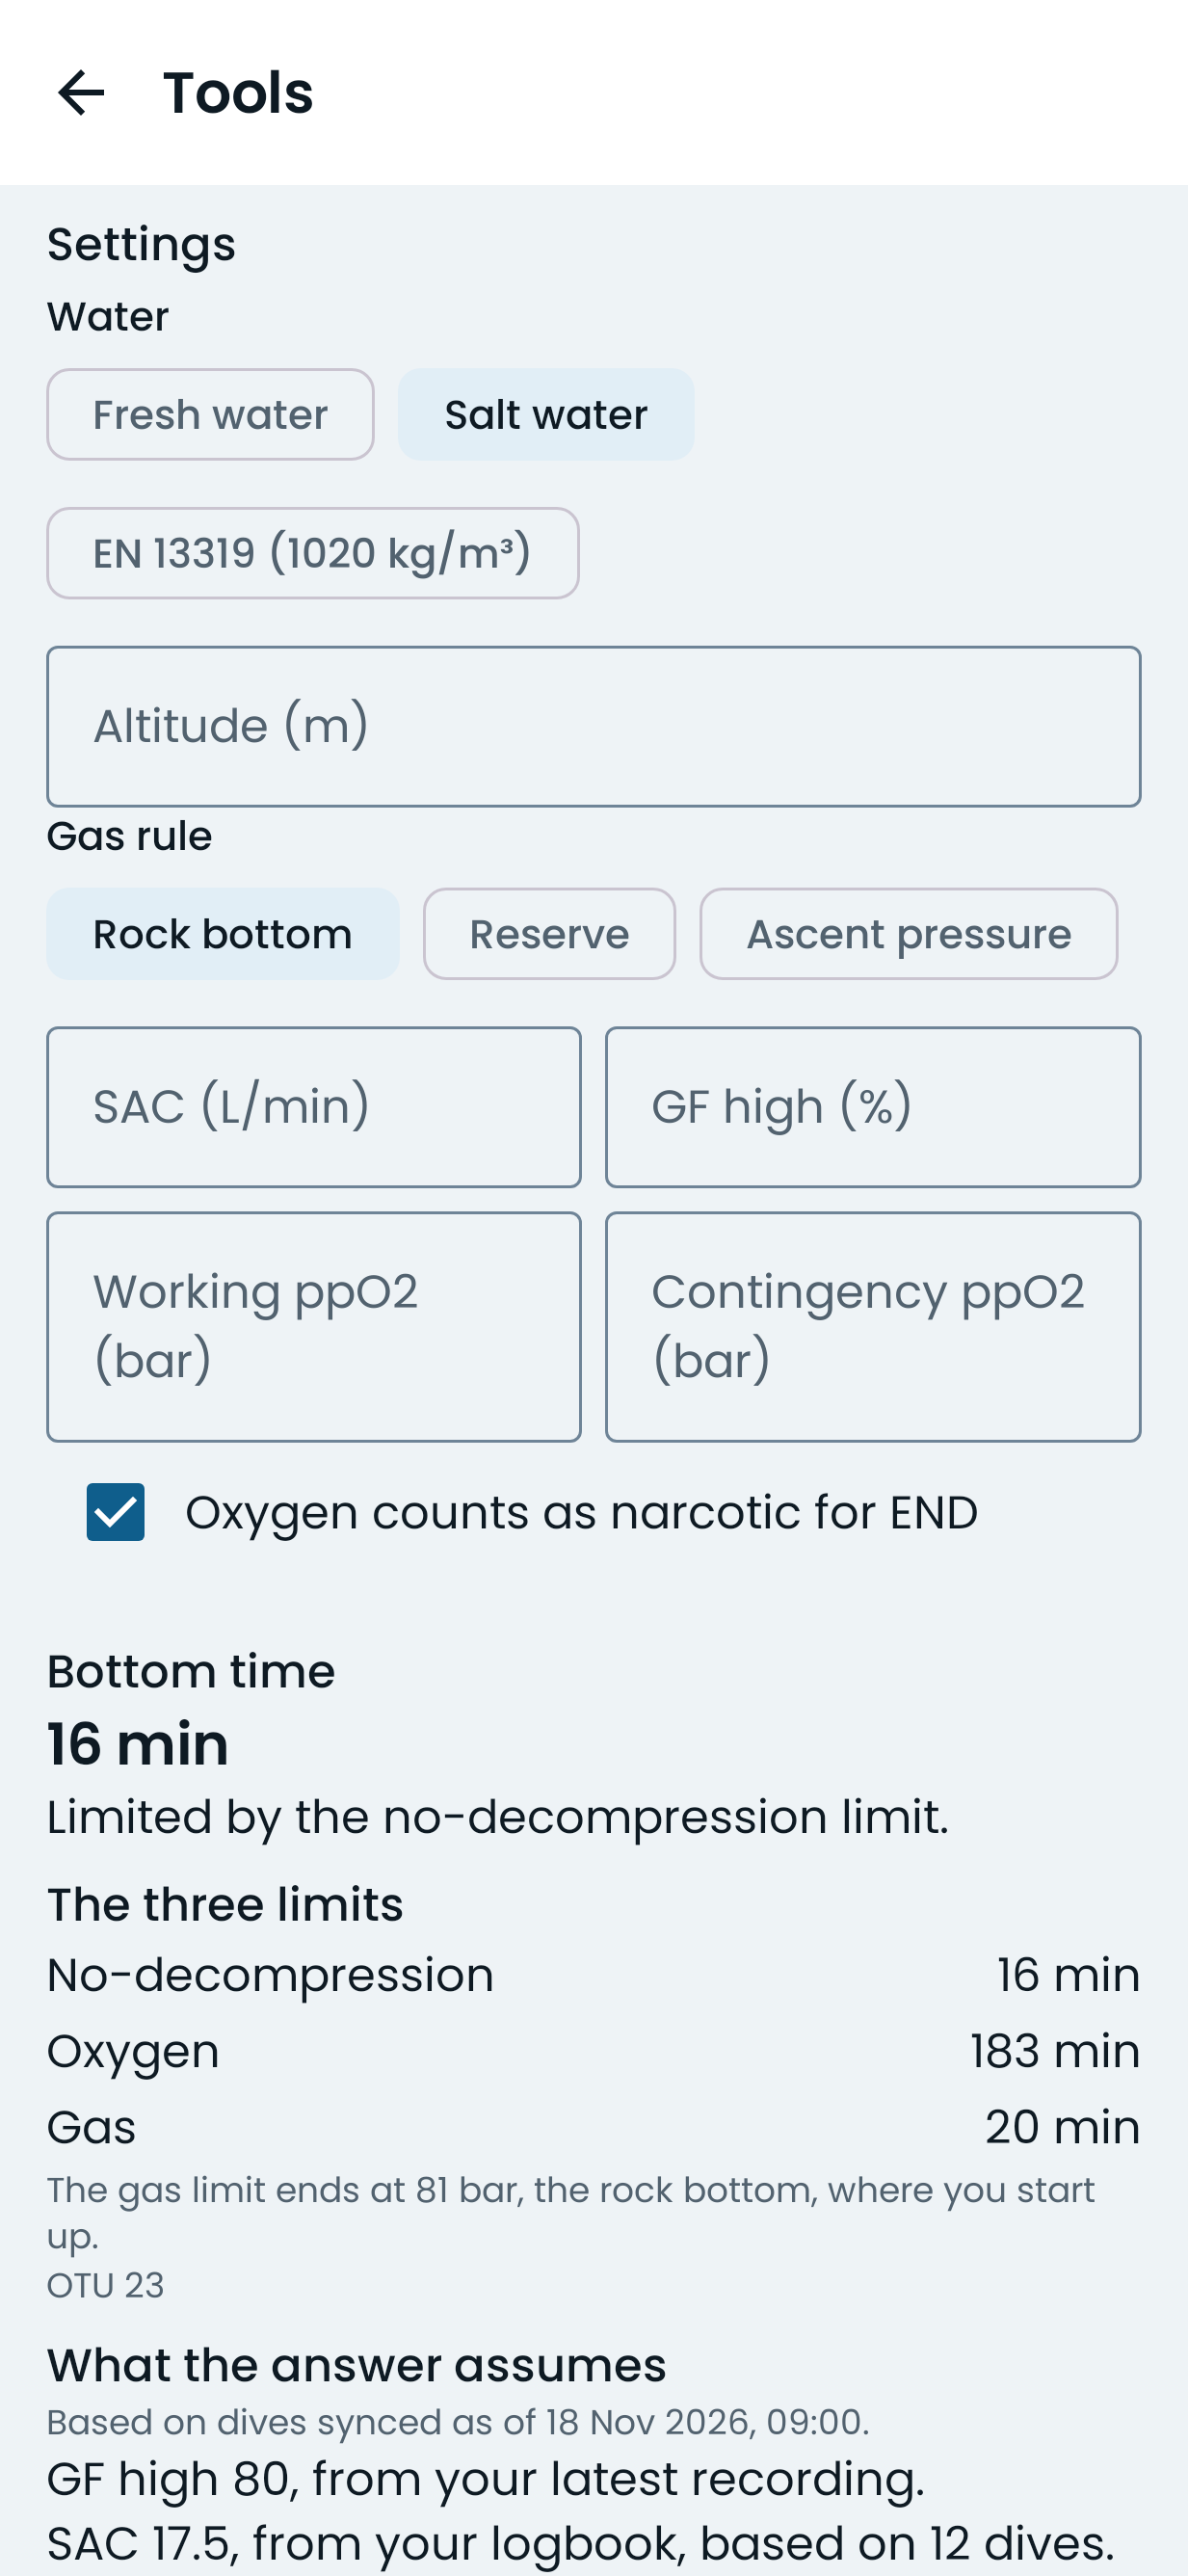 Tools
Settings
Water
Fresh water
Salt water
EN 13319 (1020 kg/m³)
Altitude (m)
Gas rule
Rock bottom
Reserve
Ascent pressure
SAC (L/min)
GF high (%)
Working ppO2
(bar)
Contingency ppO2
(bar)
Oxygen counts as narcotic for END
Bottom time
16 min
Limited by the no-decompression limit.
The three limits
No-decompression 16 min
Oxygen 183 min
Gas 20 min
The gas limit ends at 81 bar, the rock bottom, where you start
up.
OTU 23
What the answer assumes
Based on dives synced as of 18 Nov 2026, 09:00.
GF high 80, from your latest recording.
SAC 17.5, from your logbook, based on 12 dives.